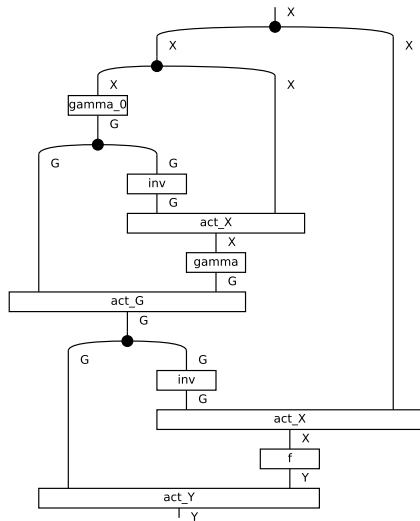 X
X X
X X
gamma_0
G
G G
inv
G
act_X
X
gamma
G
act_G
G
G G
inv
G
act_X
X
f
Y
act_Y
Y